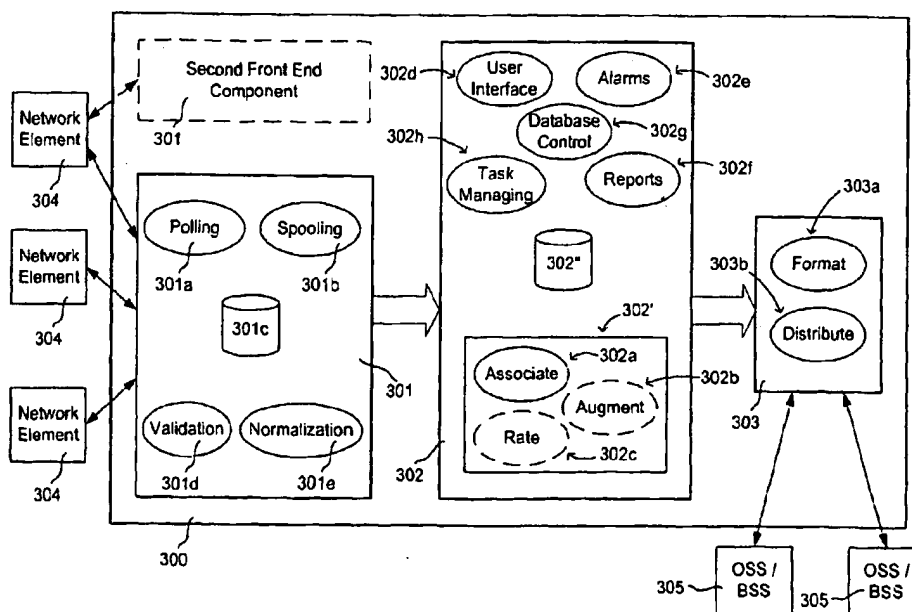 Second Front End
Component
301
Network
Element
304
Network
Element
304
Network
Element
304
Polling
301a
Spooling
301b
301c
301
Validation
301d
Normalization
301e
300
302d
User
Interface
Alarms
302e
Database
Control
302g
302h
Task
Managing
Reports
302f
302"
302'
Associate
302a
Augment
302b
Rate
302c
302
303a
Format
303b
Distribute
303
305
OSS /
BSS
305
OSS /
BSS